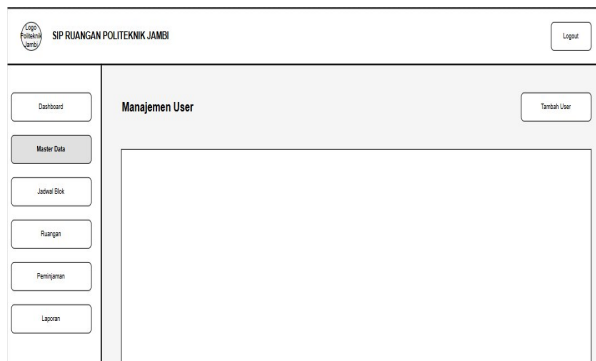 Logo
Politeknik
Jambi
SIP RUANGAN POLITEKNIK JAMBI
Logout
Dashboard
Master Data
Jadwal Blok
Ruangan
Peminjaman
Laporan
Manajemen User
Tambah User